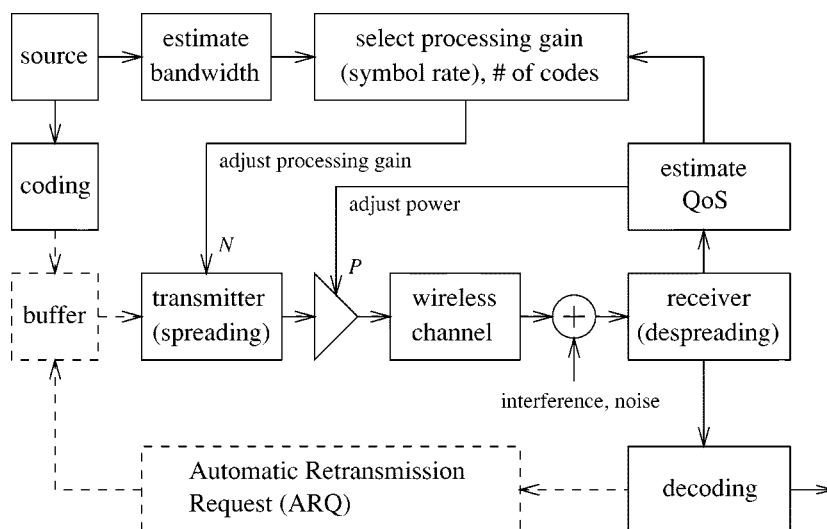 source
estimate
bandwidth
select processing gain
(symbol rate), # of codes
adjust processing gain
coding
adjust power
estimate
QoS
N
P
buffer
transmitter
(spreading)
wireless
channel
+
receiver
(despreading)
interference, noise
Automatic Retransmission
Request (ARQ)
decoding